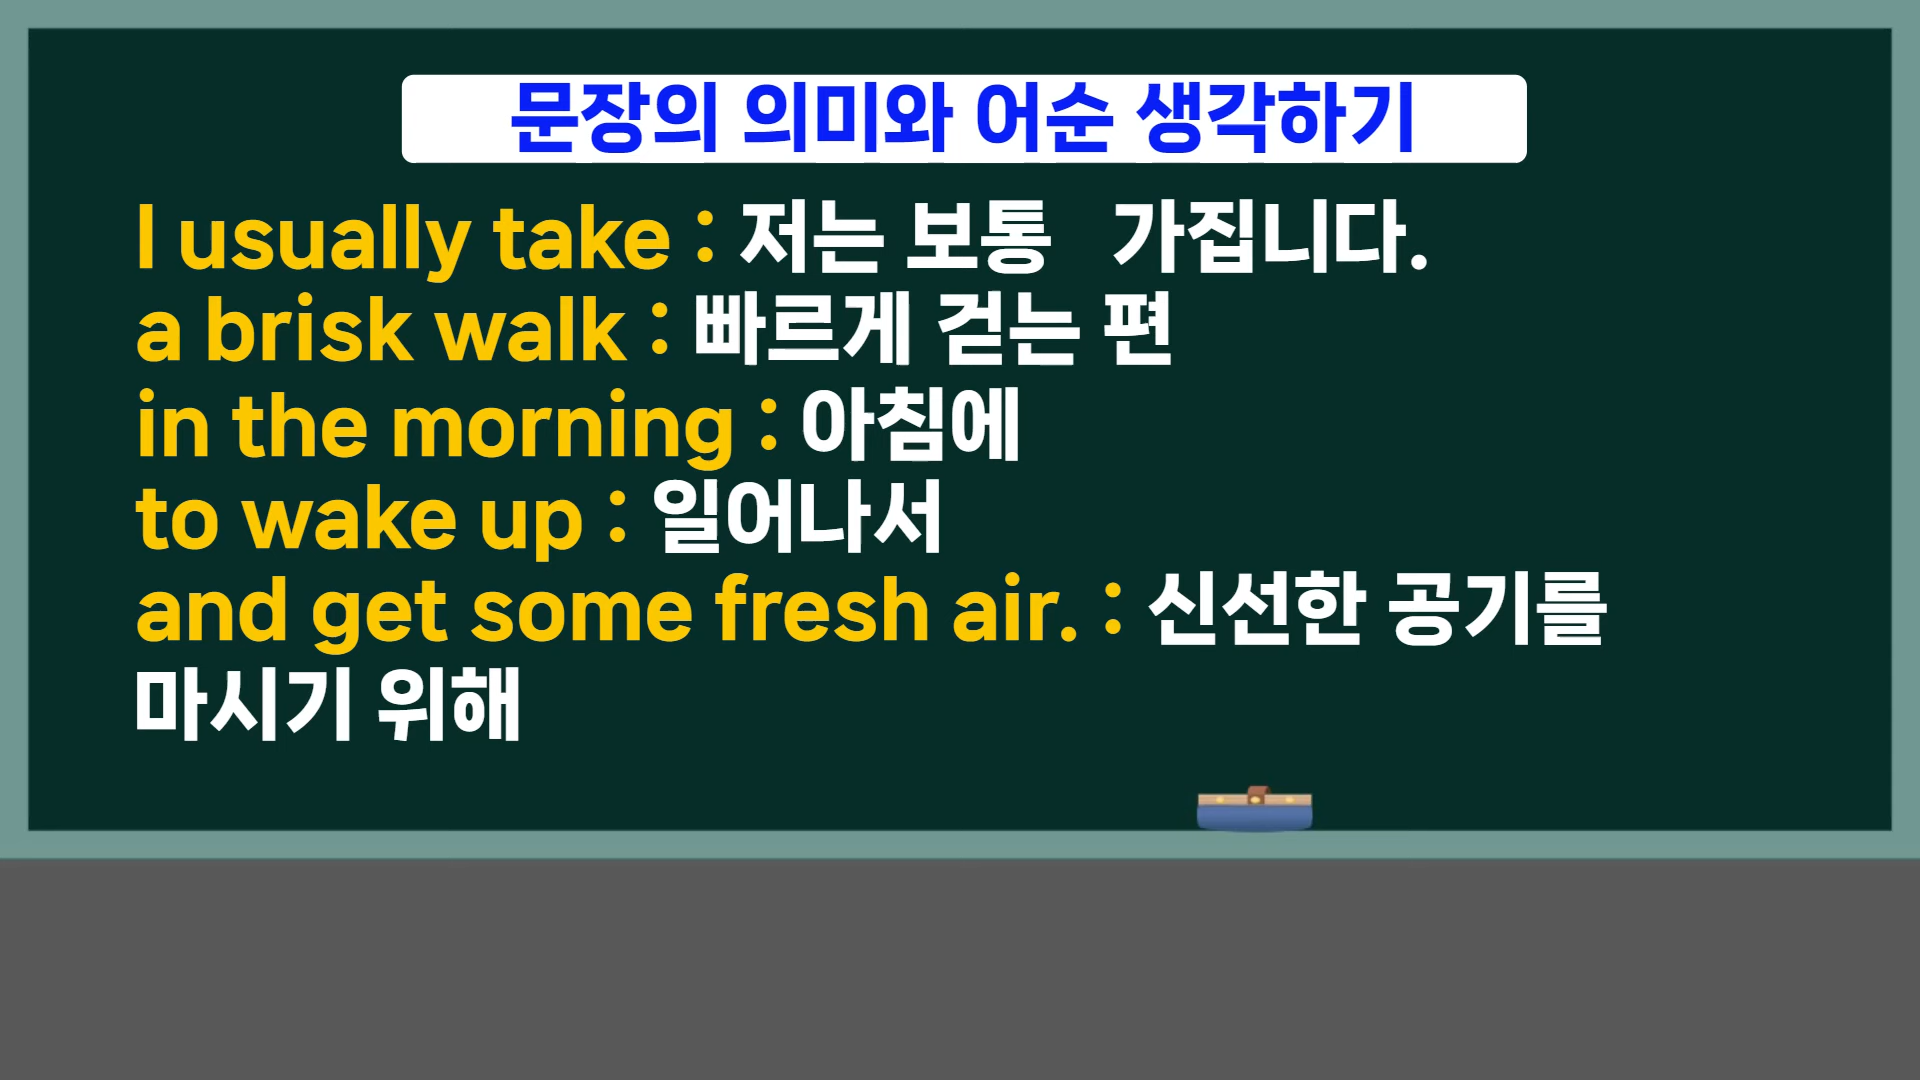 문장의 의미와 어순 생각하기
I usually take : 저는 보통 가집니다.
a brisk walk : 빠르게 걷는 편
in the morning : 아침에
to wake up : 일어나서
and get some fresh air. : 신선한 공기를
마시기 위해